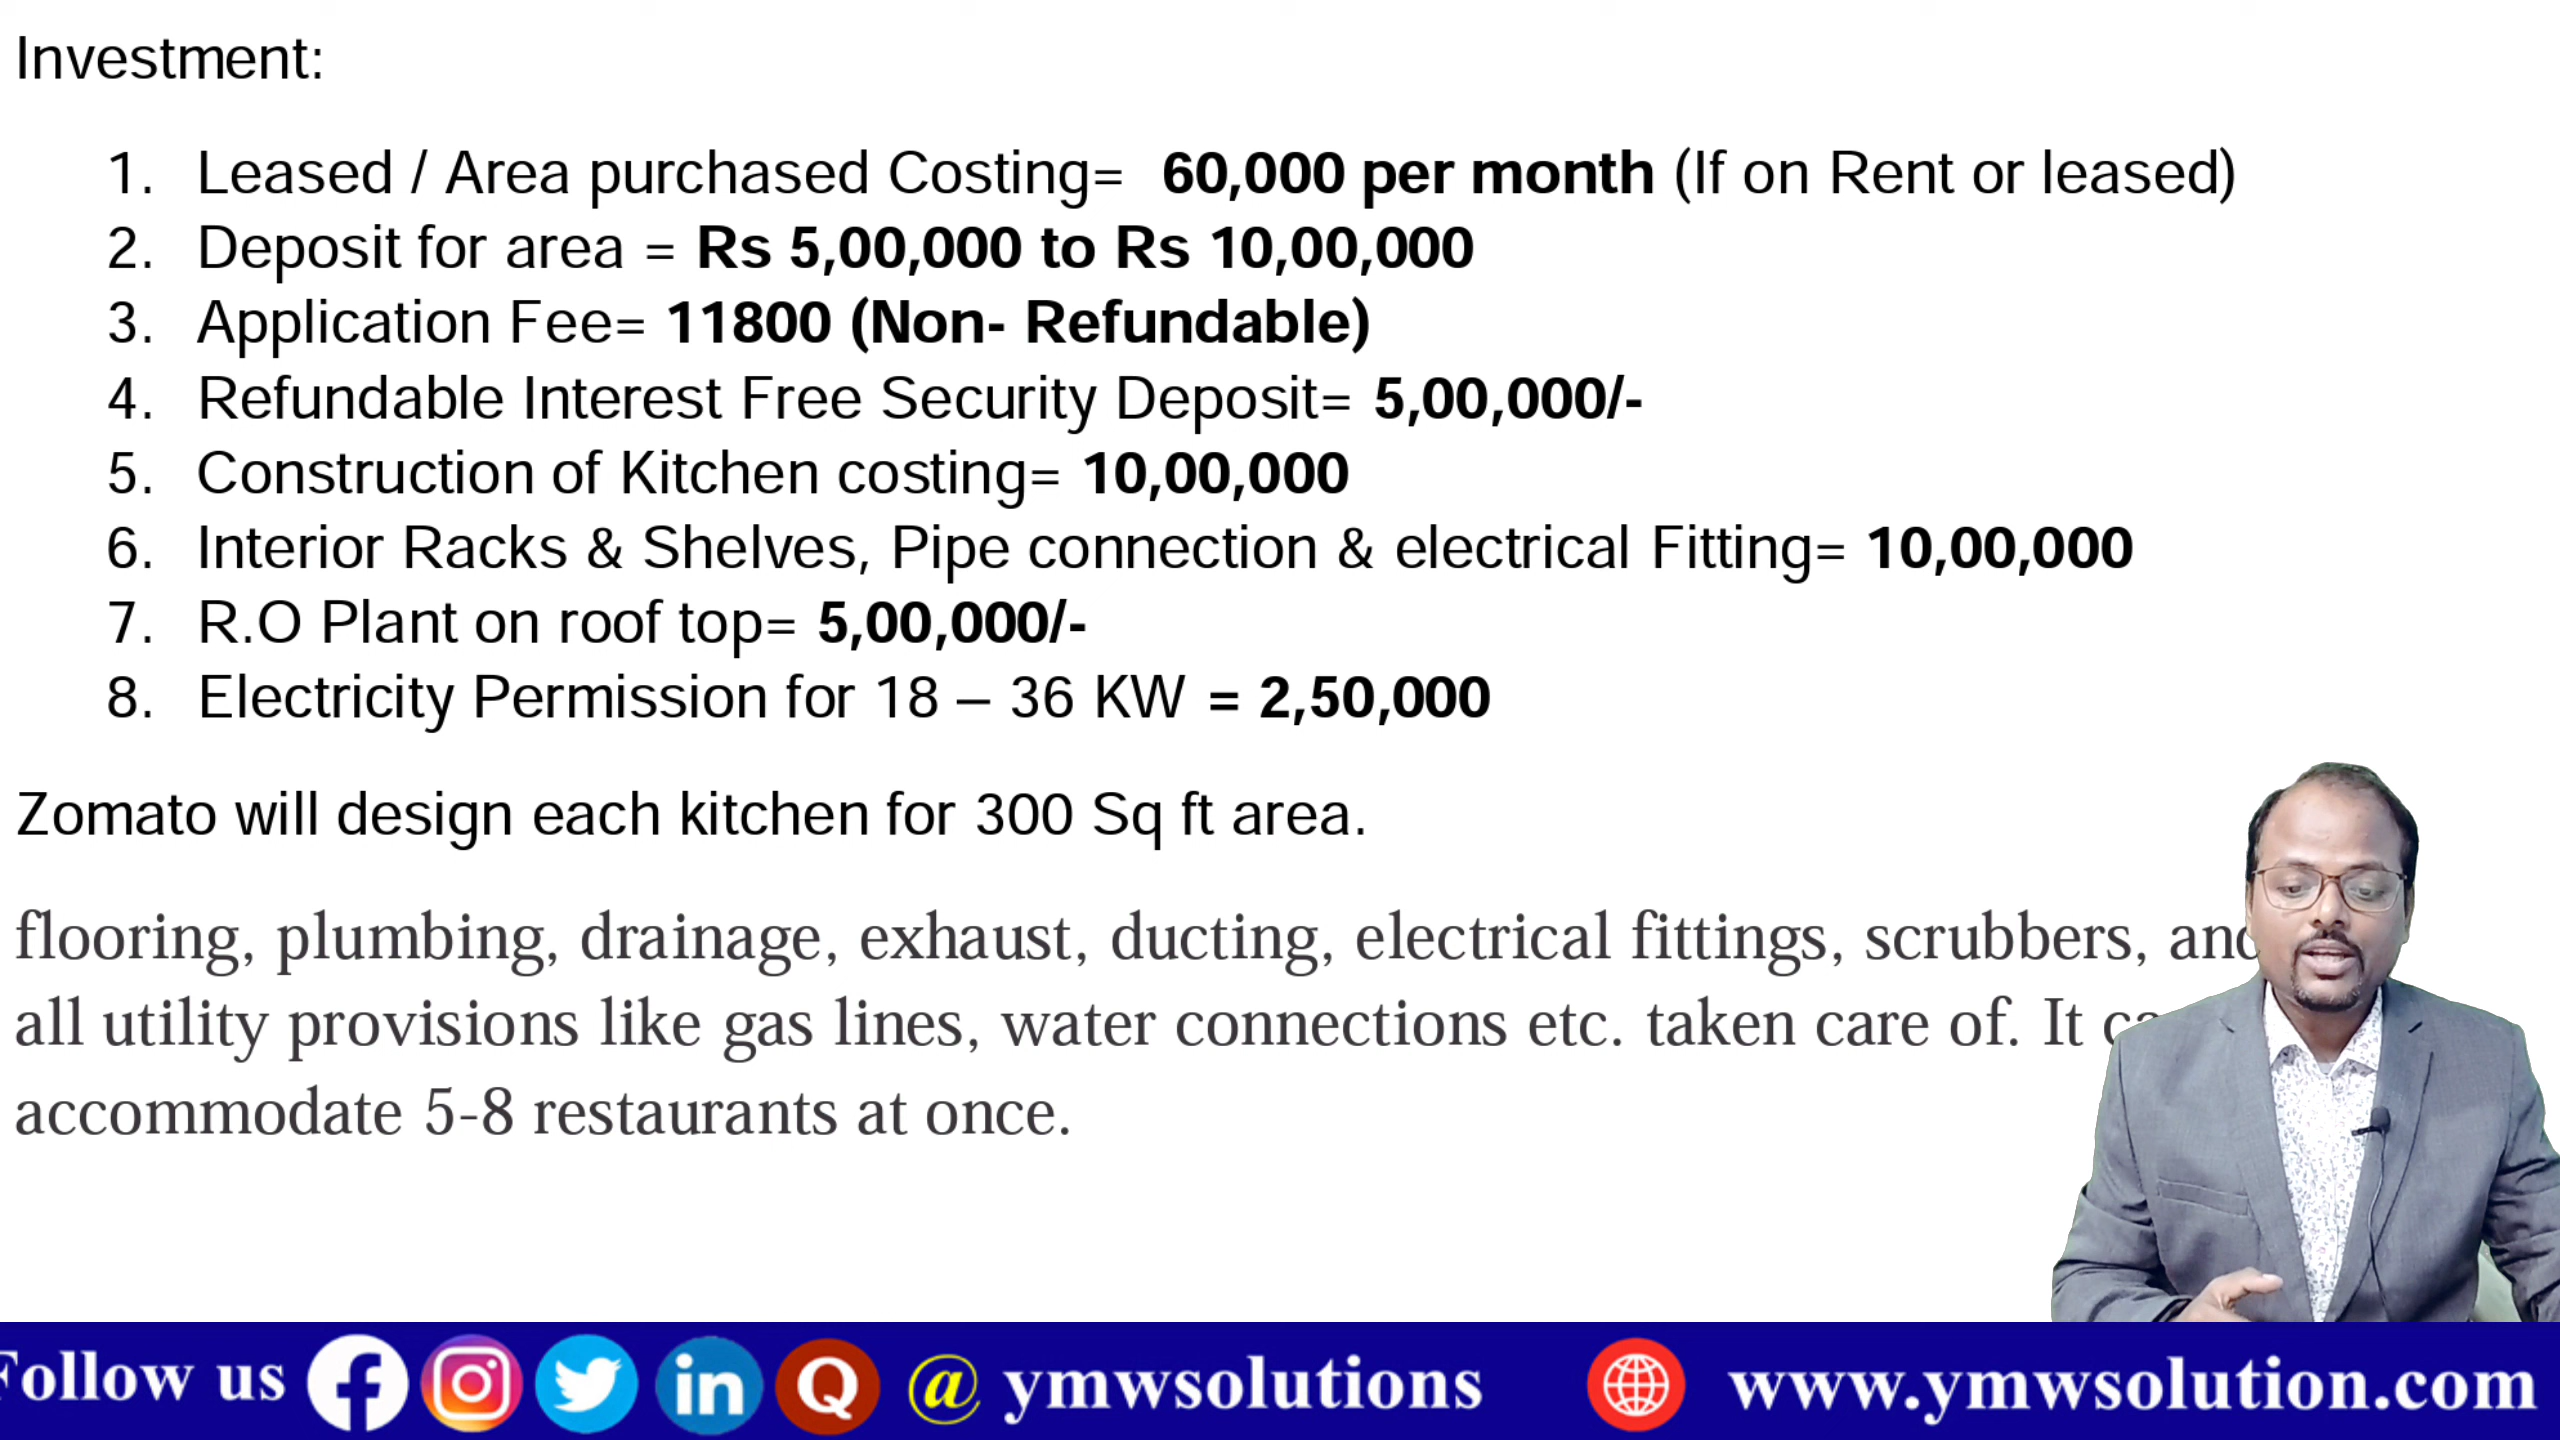 Investment:
1. Leased / Area purchased Costing= 60,000 per month (If on Rent or leased)
2. Deposit for area = Rs 5,00,000 to Rs 10,00,000
3. Application Fee= 11800 (Non- Refundable)
4. Refundable Interest Free Security Deposit= 5,00,000/-
5. Construction of Kitchen costing= 10,00,000
6. Interior Racks & Shelves, Pipe connection & electrical Fitting= 10,00,000
7. R.O Plant on roof top= 5,00,000/-
8. Electricity Permission for 18 – 36 KW = 2,50,000
Zomato will design each kitchen for 300 Sq ft area.
flooring, plumbing, drainage, exhaust, ducting, electrical fittings, scrubbers, and
all utility provisions like gas lines, water connections etc. taken care of. It
accommodate 5-8 restaurants at once.
Follow us @ ymwsolutions www.ymwsolution.com